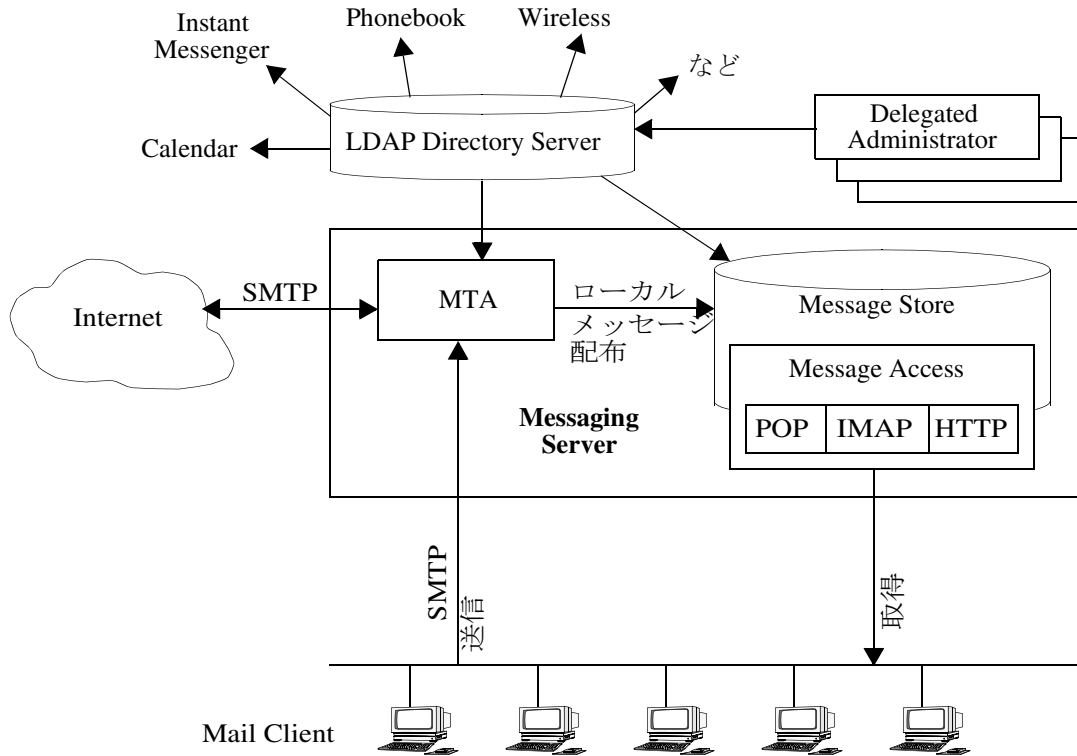 Instant
Messenger
Phonebook
Wireless
など
Calendar
LDAP Directory Server
Delegated
Administrator
Internet
SMTP
MTA
ローカル
メッセージ
配布
Message Store
Message Access
POP
IMAP
HTTP
Messaging
Server
SMTP
送信
取得
Mail Client